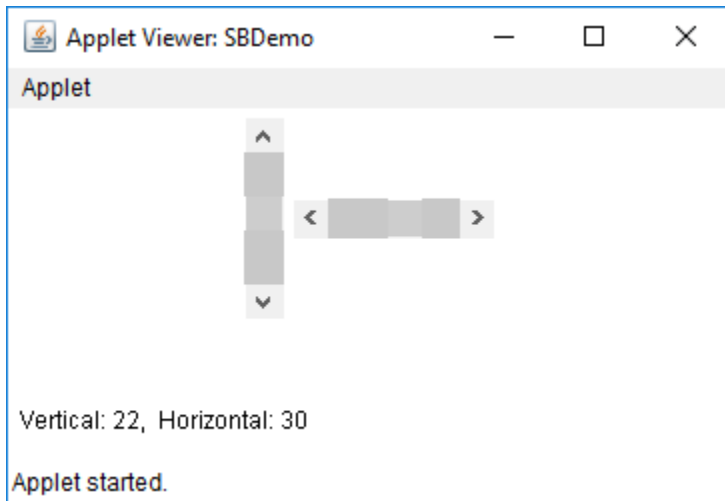 Applet Viewer: SBDemo
Applet
Vertical: 22, Horizontal: 30
Applet started.